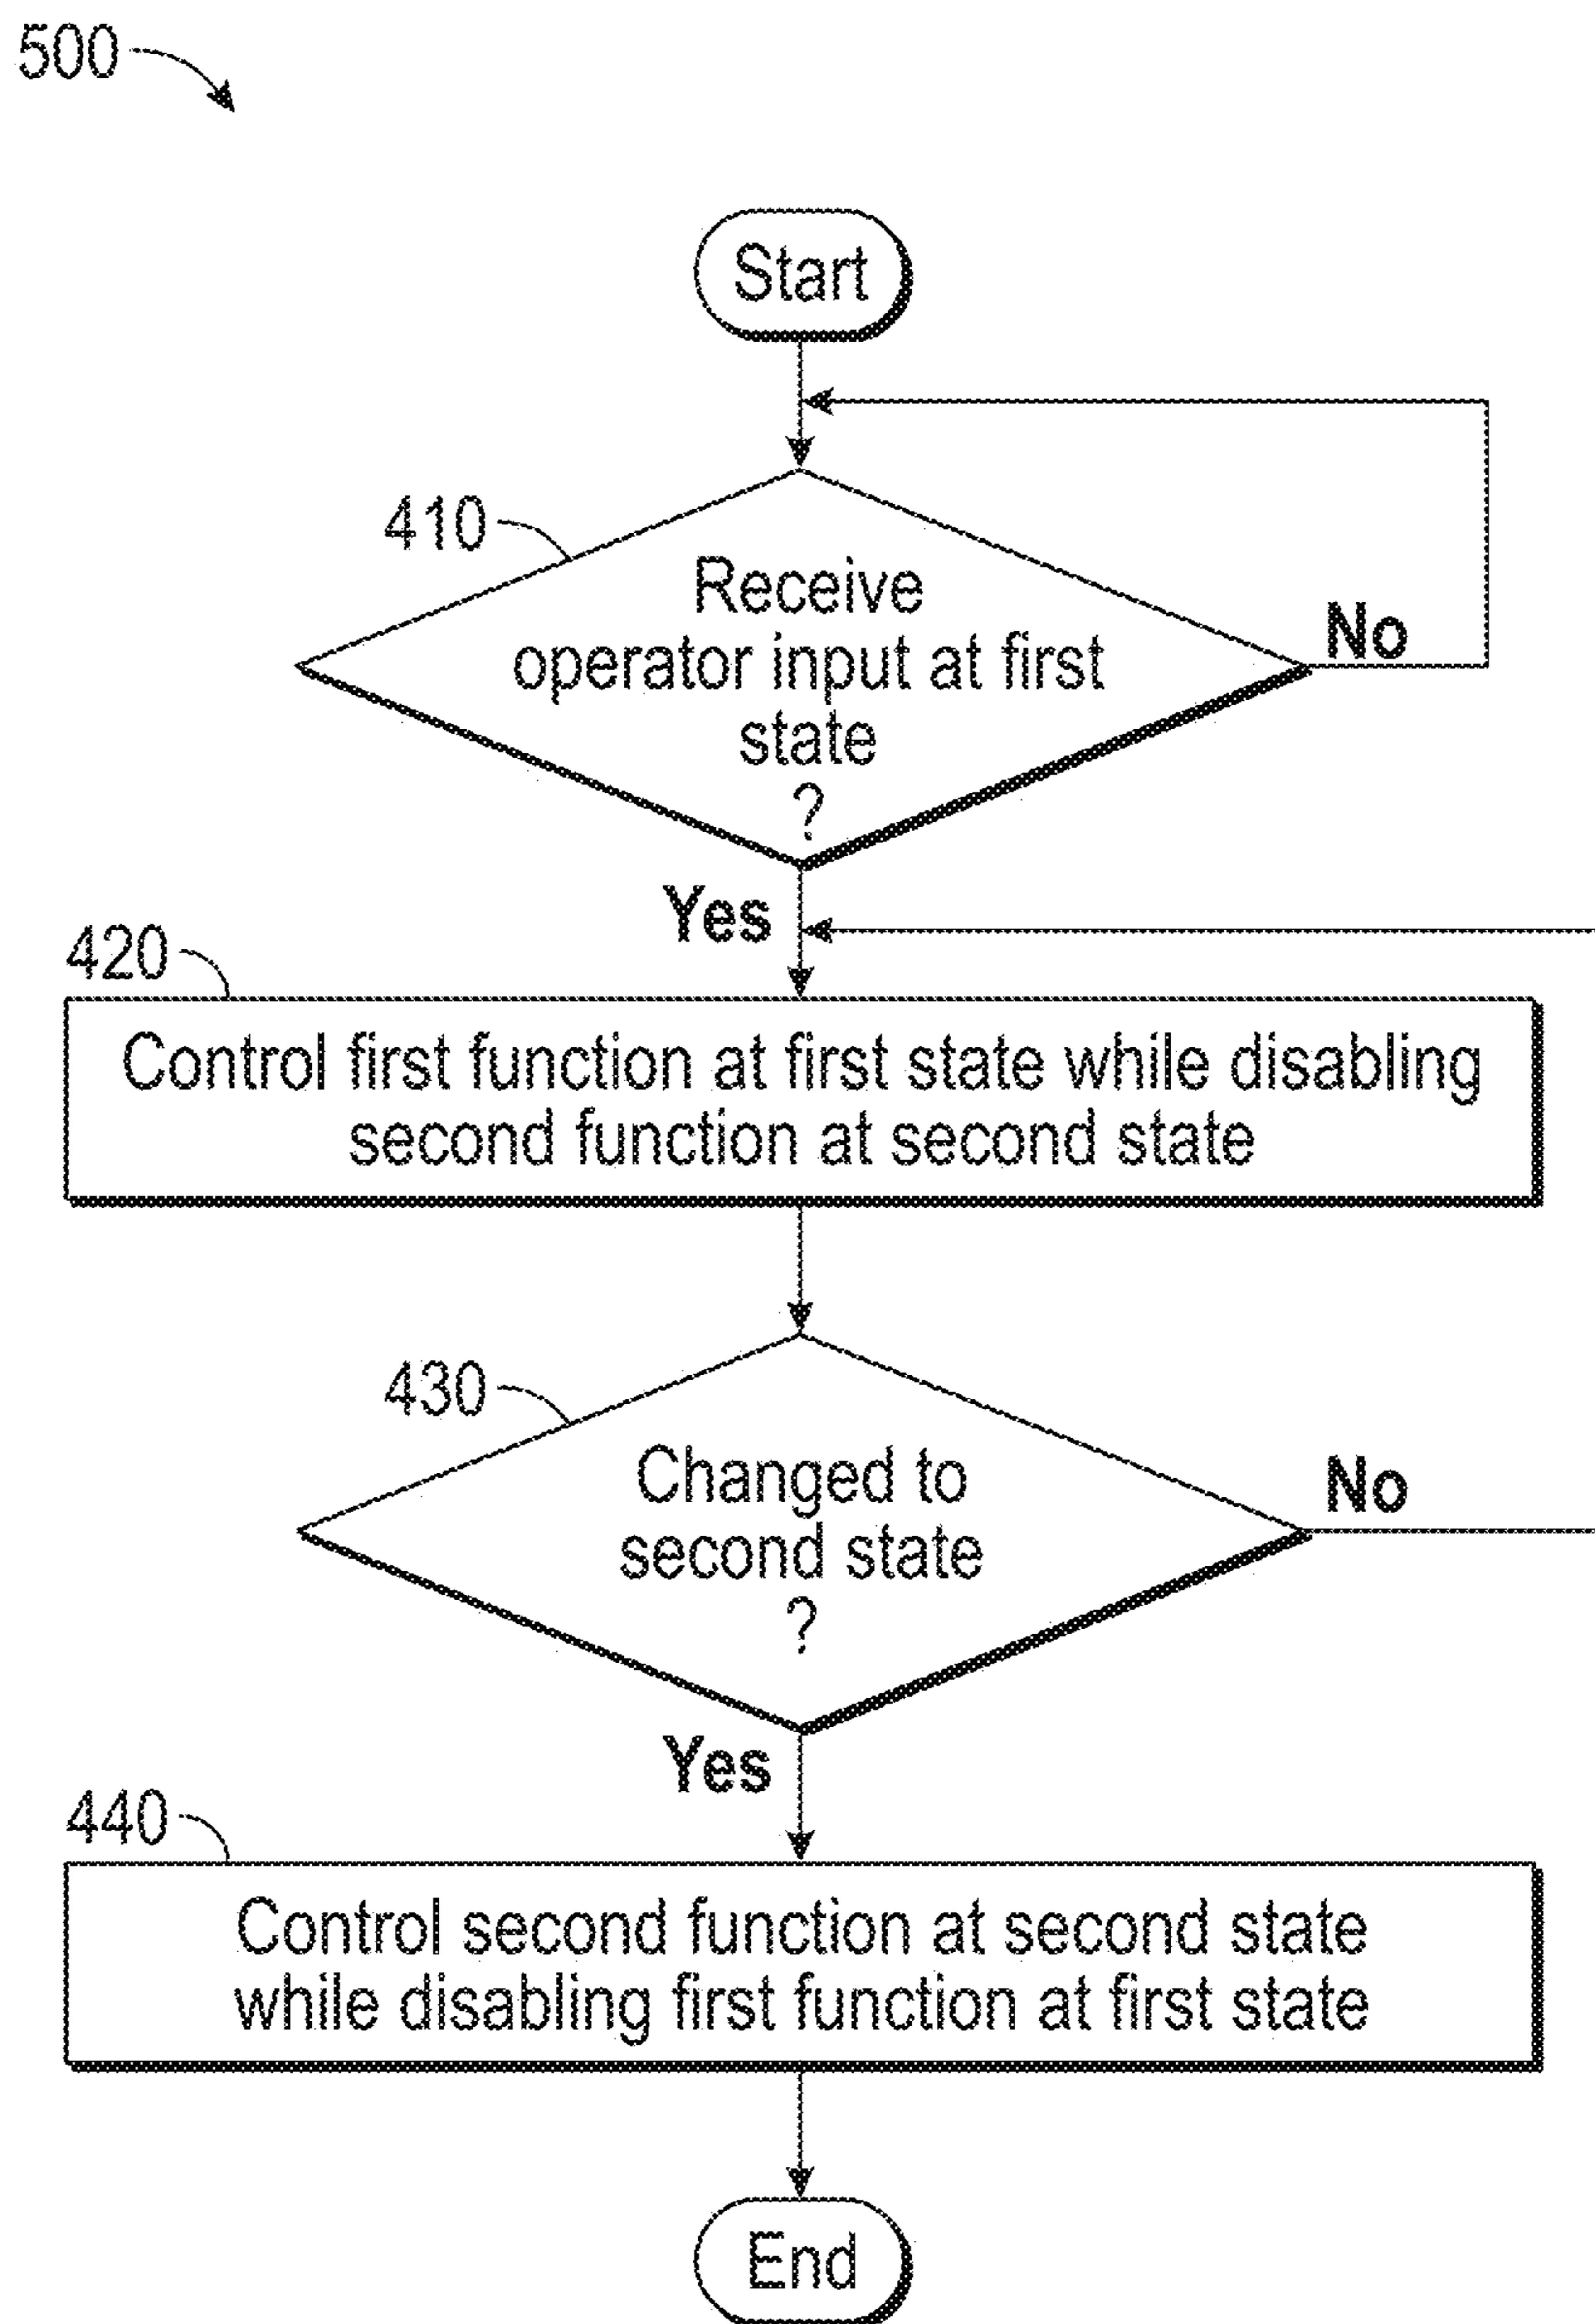 500
Start
410
Receive
operator input at first
state
?
No
Yes
420
Control first function at first state while disabling
second function at second state
430
Changed to
second state
?
No
Yes
440
Control second function at second state
while disabling first function at first state
End